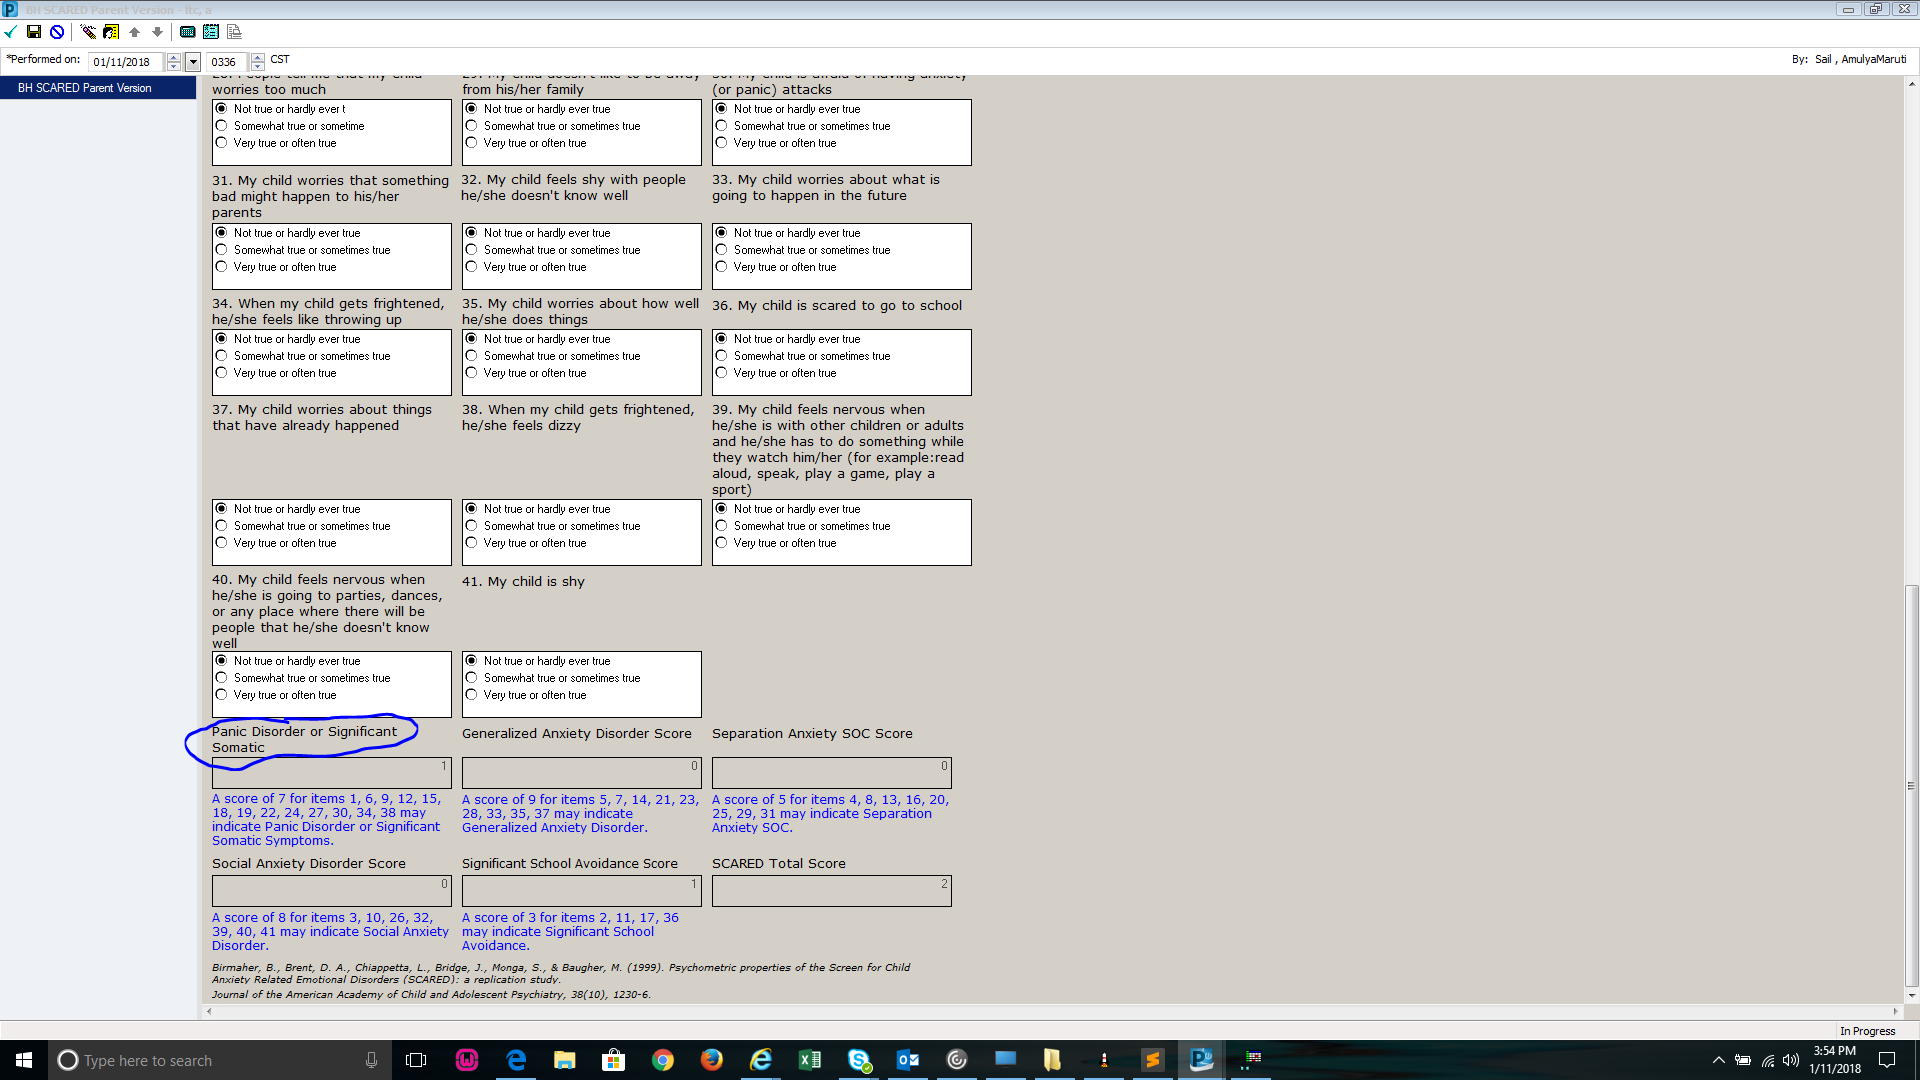 BH SCARED Parent Version - itc, a
*Performed on: 01/11/2018 0336 CST By: Sail , AmulyaMaruti
BH SCARED Parent Version
worries too much
from his/her family
(or panic) attacks
Not true or hardly ever t
Somewhat true or sometime
Very true or often true
Not true or hardly ever true
Somewhat true or sometimes true
Very true or often true
Not true or hardly ever true
Somewhat true or sometimes true
Very true or often true
31. My child worries that something
bad might happen to his/her
parents
32. My child feels shy with people
he/she doesn't know well
33. My child worries about what is
going to happen in the future
Not true or hardly ever true
Somewhat true or sometimes true
Very true or often true
Not true or hardly ever true
Somewhat true or sometimes true
Very true or often true
Not true or hardly ever true
Somewhat true or sometimes true
Very true or often true
34. When my child gets frightened,
he/she feels like throwing up
35. My child worries about how well
he/she does things
36. My child is scared to go to school
Not true or hardly ever true
Somewhat true or sometimes true
Very true or often true
Not true or hardly ever true
Somewhat true or sometimes true
Very true or often true
Not true or hardly ever true
Somewhat true or sometimes true
Very true or often true
37. My child worries about things
that have already happened
38. When my child gets frightened,
he/she feels dizzy
39. My child feels nervous when
he/she is with other children or adults
and he/she has to do something while
they watch him/her (for example:read
aloud, speak, play a game, play a
sport)
Not true or hardly ever true
Somewhat true or sometimes true
Very true or often true
Not true or hardly ever true
Somewhat true or sometimes true
Very true or often true
Not true or hardly ever true
Somewhat true or sometimes true
Very true or often true
40. My child feels nervous when
he/she is going to parties, dances,
or any place where there will be
people that he/she doesn't know
well
41. My child is shy
Not true or hardly ever true
Somewhat true or sometimes true
Very true or often true
Not true or hardly ever true
Somewhat true or sometimes true
Very true or often true
Panic Disorder or Significant
Somatic
1
A score of 7 for items 1, 6, 9, 12, 15,
18, 19, 22, 24, 27, 30, 34, 38 may
indicate Panic Disorder or Significant
Somatic Symptoms.
Generalized Anxiety Disorder Score
0
A score of 9 for items 5, 7, 14, 21, 23,
28, 33, 35, 37 may indicate
Generalized Anxiety Disorder.
Separation Anxiety SOC Score
0
A score of 5 for items 4, 8, 13, 16, 20,
25, 29, 31 may indicate Separation
Anxiety SOC.
Social Anxiety Disorder Score
0
A score of 8 for items 3, 10, 26, 32,
39, 40, 41 may indicate Social Anxiety
Disorder.
Significant School Avoidance Score
1
A score of 3 for items 2, 11, 17, 36
may indicate Significant School
Avoidance.
SCARED Total Score
2
Birmaher, B., Brent, D. A., Chiappetta, L., Bridge, J., Monga, S., & Baugher, M. (1999). Psychometric properties of the Screen for Child
Anxiety Related Emotional Disorders (SCARED): a replication study.
Journal of the American Academy of Child and Adolescent Psychiatry, 38(10), 1230-6.
In Progress
Type here to search
3:54 PM
1/11/2018